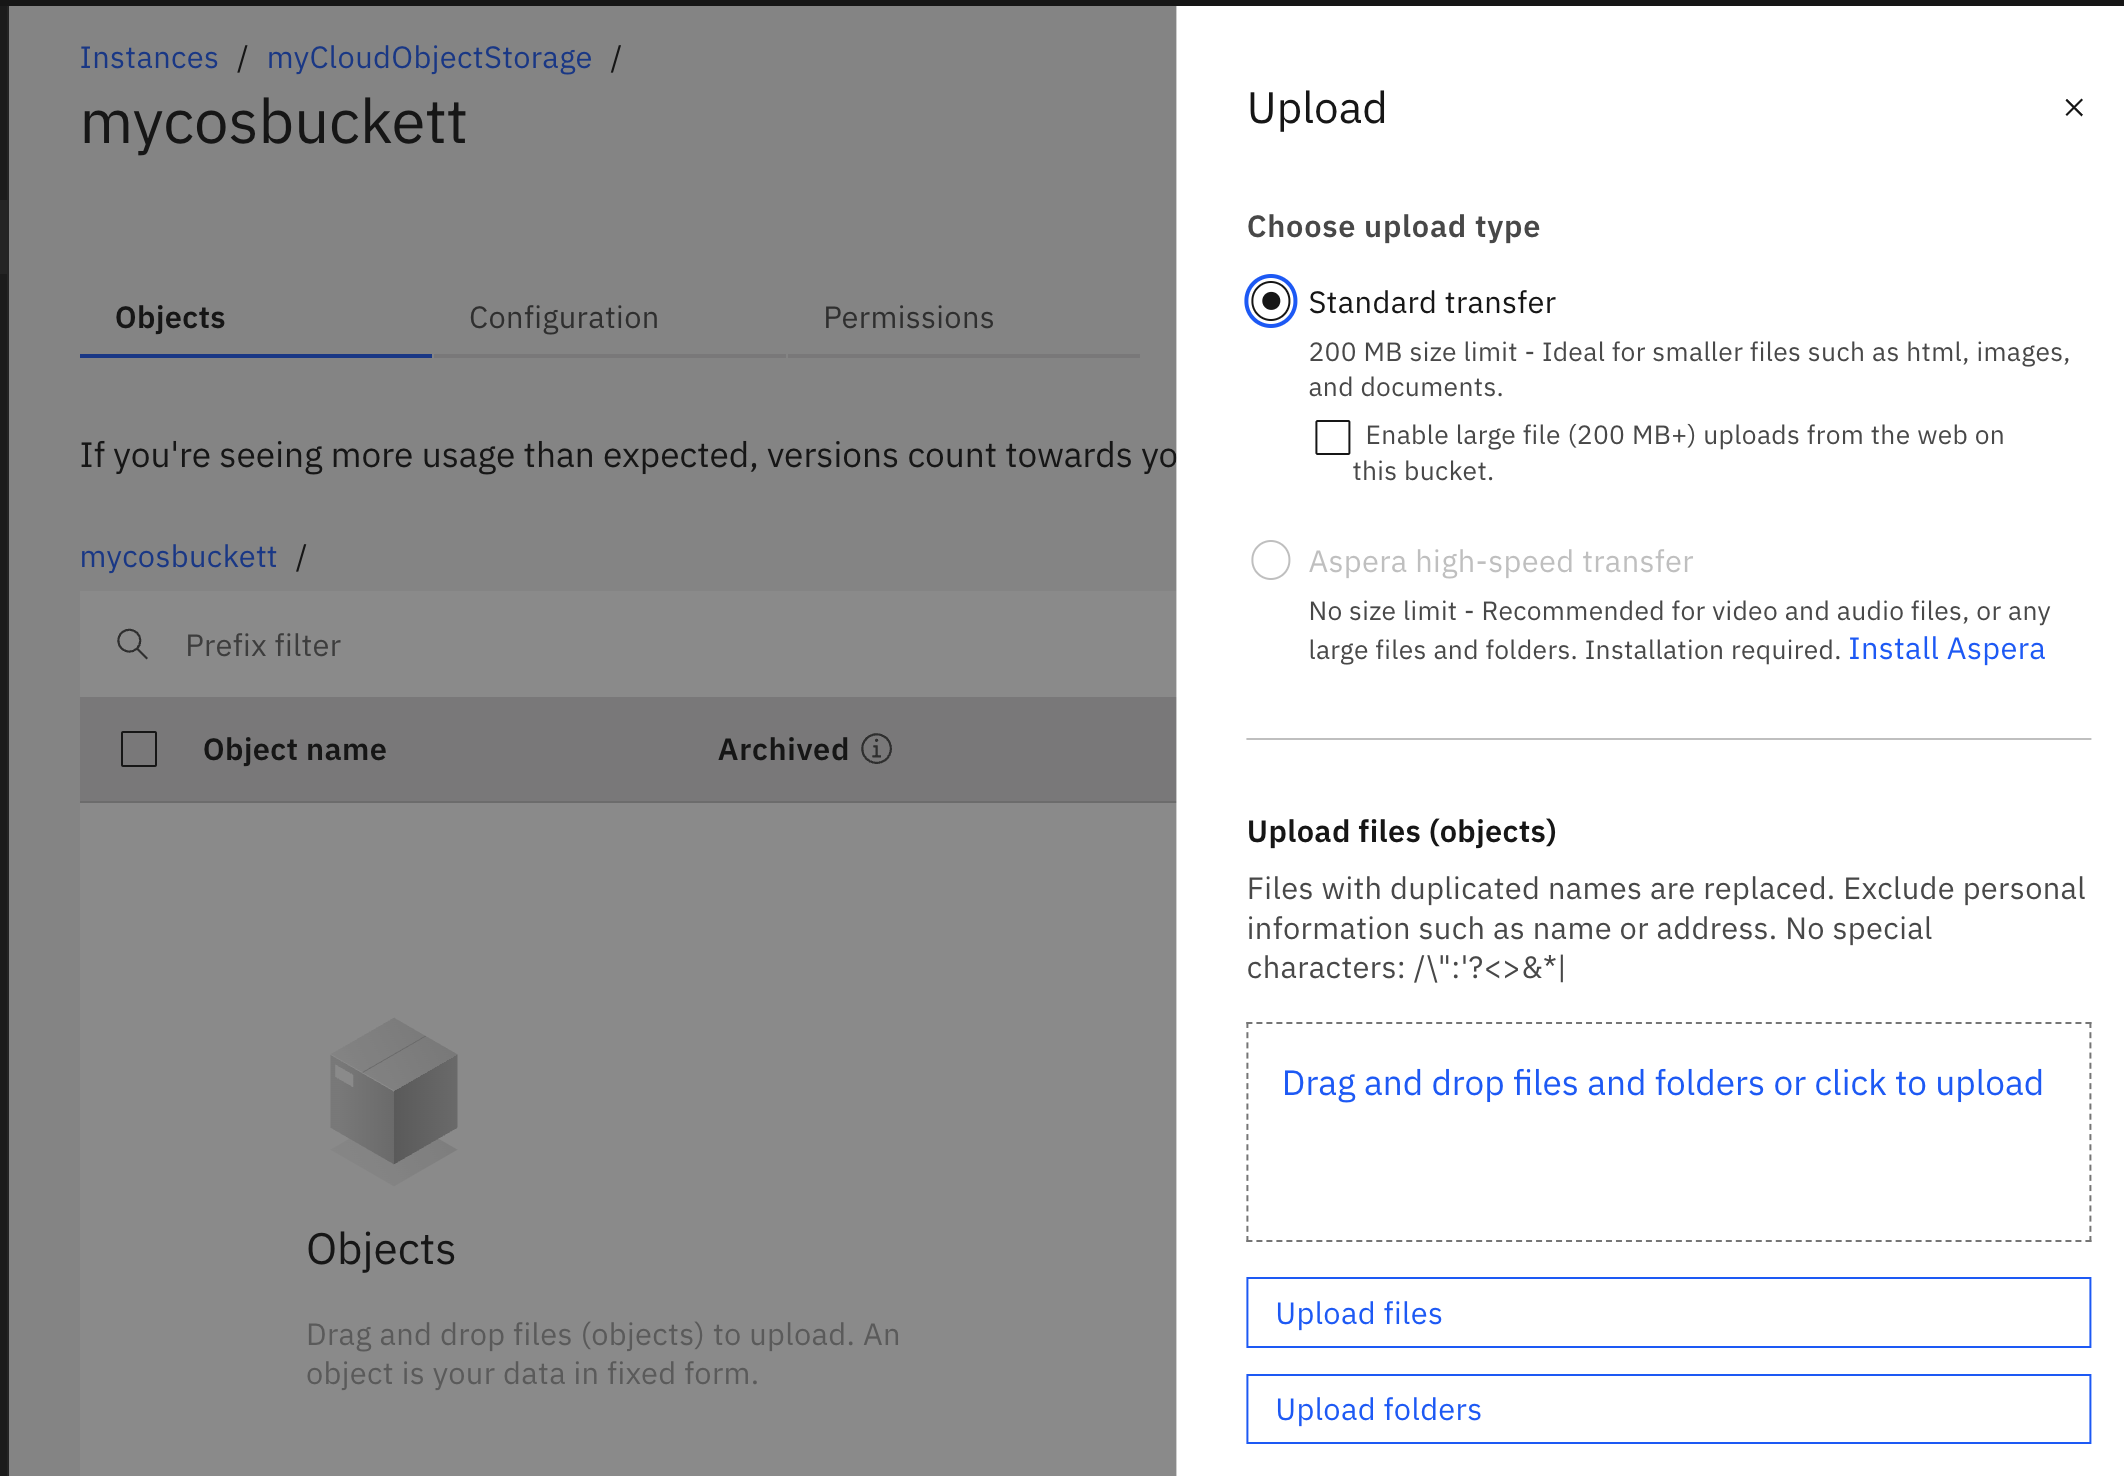 Instances / myCloudObjectStorage /
mycosbuckett
Objects
Configuration
Permissions
If you're seeing more usage than expected, versions count towards yo
mycosbuckett /
Prefix filter
Object name
Archived
Objects
Drag and drop files (objects) to upload. An
object is your data in fixed form.
Upload
Choose upload type
Standard transfer
200 MB size limit - Ideal for smaller files such as html, images,
and documents.
Enable large file (200 MB+) uploads from the web on
this bucket.
Aspera high-speed transfer
No size limit - Recommended for video and audio files, or any
large files and folders. Installation required. Install Aspera
Upload files (objects)
Files with duplicated names are replaced. Exclude personal
information such as name or address. No special
characters: /\":'?<>&*|
Drag and drop files and folders or click to upload
Upload files
Upload folders